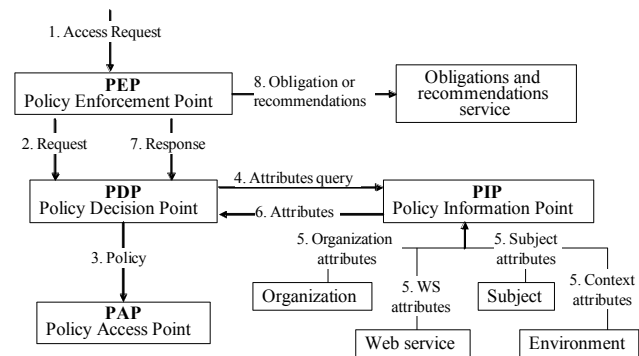 1. Access Request
PEP
Policy Enforcement Point
8. Obligation or
recommendations
Obligations and
recommendations
service
2. Request
7. Response
PDP
Policy Decision Point
4. Attributes query
6. Attributes
PIP
Policy Information Point
3. Policy
5. Organization
attributes
5. WS
attributes
5. Subject
attributes
5. Context
attributes
Organization
Subject
PAP
Policy Access Point
Web service
Environment